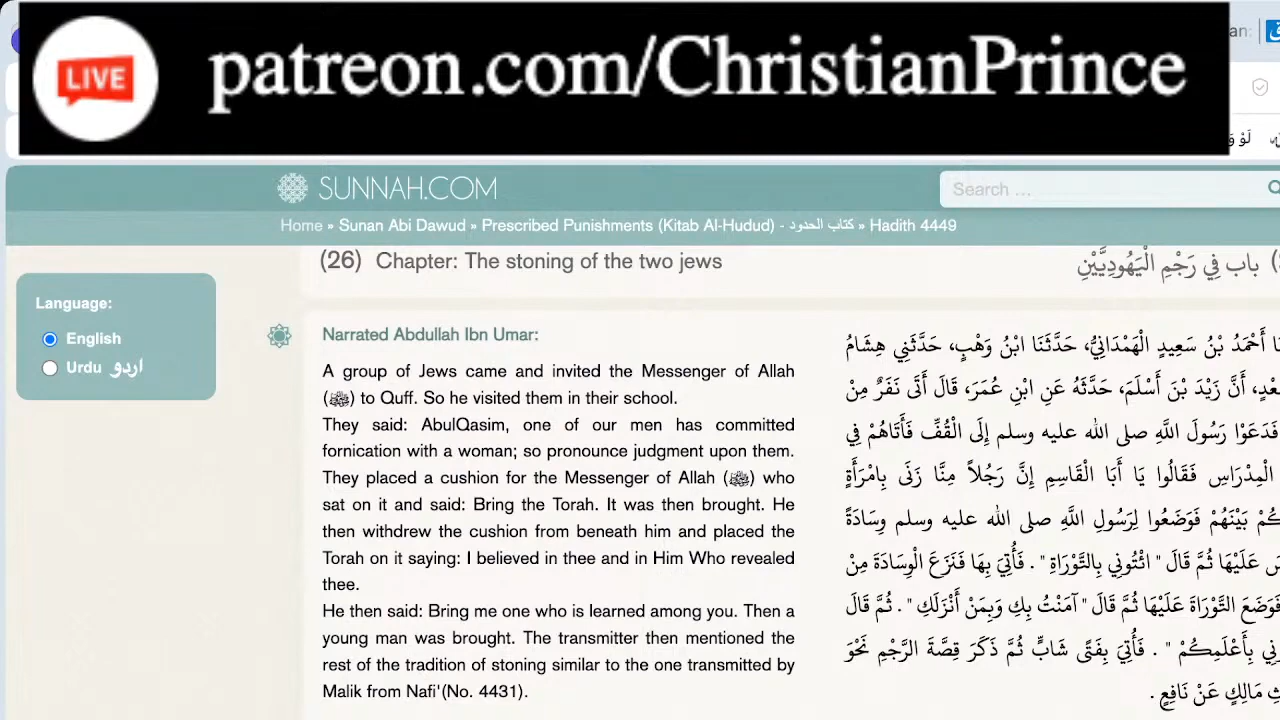 LIVE
patreon.com/ChristianPrince
an:
لَوْ
SUNNAH.COM
Search ...
Home » Sunan Abi Dawud » Prescribed Punishments (Kitab Al-Hudud) - كتاب الحدود » Hadith 4449
(26) Chapter: The stoning of the two jews
باب فِي رَجْمِ الْيَهُودِيَّيْنِ
Language:
English
Urdu اردو
Narrated Abdullah Ibn Umar:
A group of Jews came and invited the Messenger of Allah
(ﷺ) to Quff. So he visited them in their school.
They said: AbulQasim, one of our men has committed
fornication with a woman; so pronounce judgment upon them.
They placed a cushion for the Messenger of Allah (ﷺ) who
sat on it and said: Bring the Torah. It was then brought. He
then withdrew the cushion from beneath him and placed the
Torah on it saying: I believed in thee and in Him Who revealed
thee.
He then said: Bring me one who is learned among you. Then a
young man was brought. The transmitter then mentioned the
rest of the tradition of stoning similar to the one transmitted by
Malik from Nafi'(No. 4431).
نَا أَحْمَدُ بْنُ سَعِيدٍ الْهَمْدَانِيُّ، حَدَّثَنَا ابْنُ وَهْبٍ، حَدَّثَنِي هِشَامُ
عْدٍ، أَنَّ زَيْدَ بْنَ أَسْلَمَ، حَدَّثَهُ عَنِ ابْنِ عُمَرَ، قَالَ أَتَى نَفَرٌ مِنْ
فَدَعَوْا رَسُولَ اللَّهِ صلى الله عليه وسلم إِلَى الْقُفِّ فَأَتَاهُمْ فِي
الْمِدْرَاسِ فَقَالُوا يَا أَبَا الْقَاسِمِ إِنَّ رَجُلاً مِنَّا زَنَى بِامْرَأَةٍ
كُمْ بَيْنَهُمْ فَوَضَعُوا لِرَسُولِ اللَّهِ صلى الله عليه وسلم وِسَادَةً
سَ عَلَيْهَا ثُمَّ قَالَ " ائْتُونِي بِالتَّوْرَاةِ " . فَأُتِيَ بِهَا فَنَزَعَ الْوِسَادَةَ مِنْ
فَوَضَعَ التَّوْرَاةَ عَلَيْهَا ثُمَّ قَالَ " آمَنْتُ بِكِ وَبِمَنْ أَنْزَلَكِ " . ثُمَّ قَالَ
نِي بِأَعْلَمِكُمْ " . فَأُتِيَ بِفَتًى شَابٍّ ثُمَّ ذَكَرَ قِصَّةَ الرَّجْمِ نَحْوَ
ثِ مَالِكٍ عَنْ نَافِعٍ .